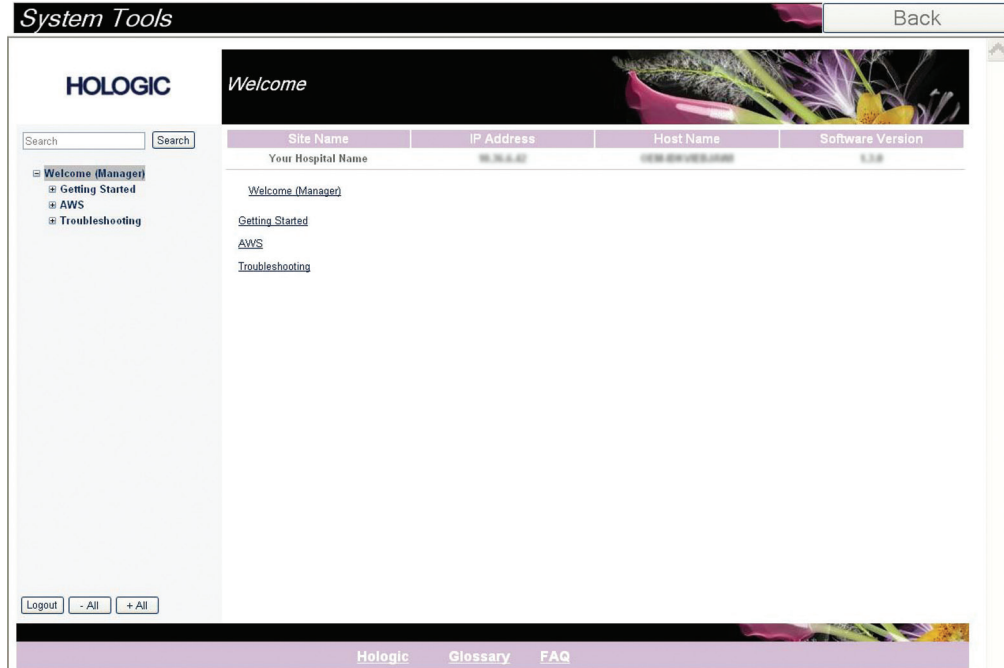 System Tools
Back
HOLOGIC
Welcome
Search Search
Site Name IP Address Host Name Software Version
Your Hospital Name
Welcome (Manager)
Getting Started
AWS
Troubleshooting
Welcome (Manager)
Getting Started
AWS
Troubleshooting
Logout - All + All
Hologic Glossary FAQ